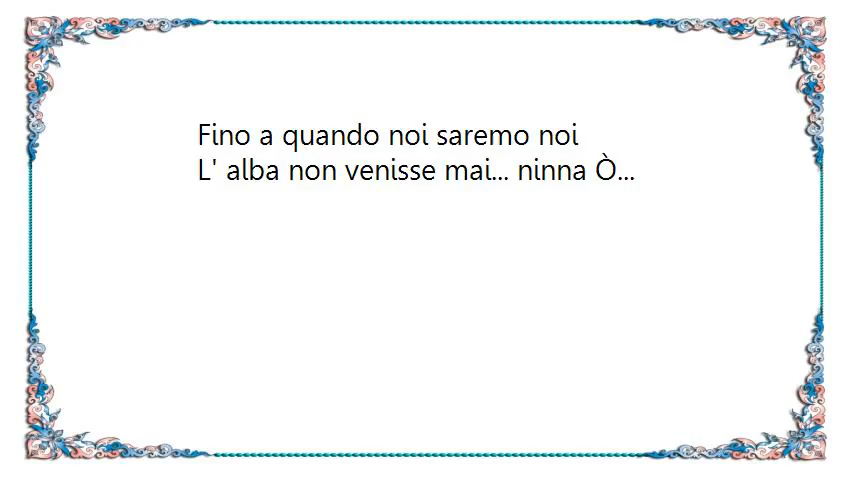 Fino a quando noi saremo noi
L' alba non venisse mai... ninna Ò...